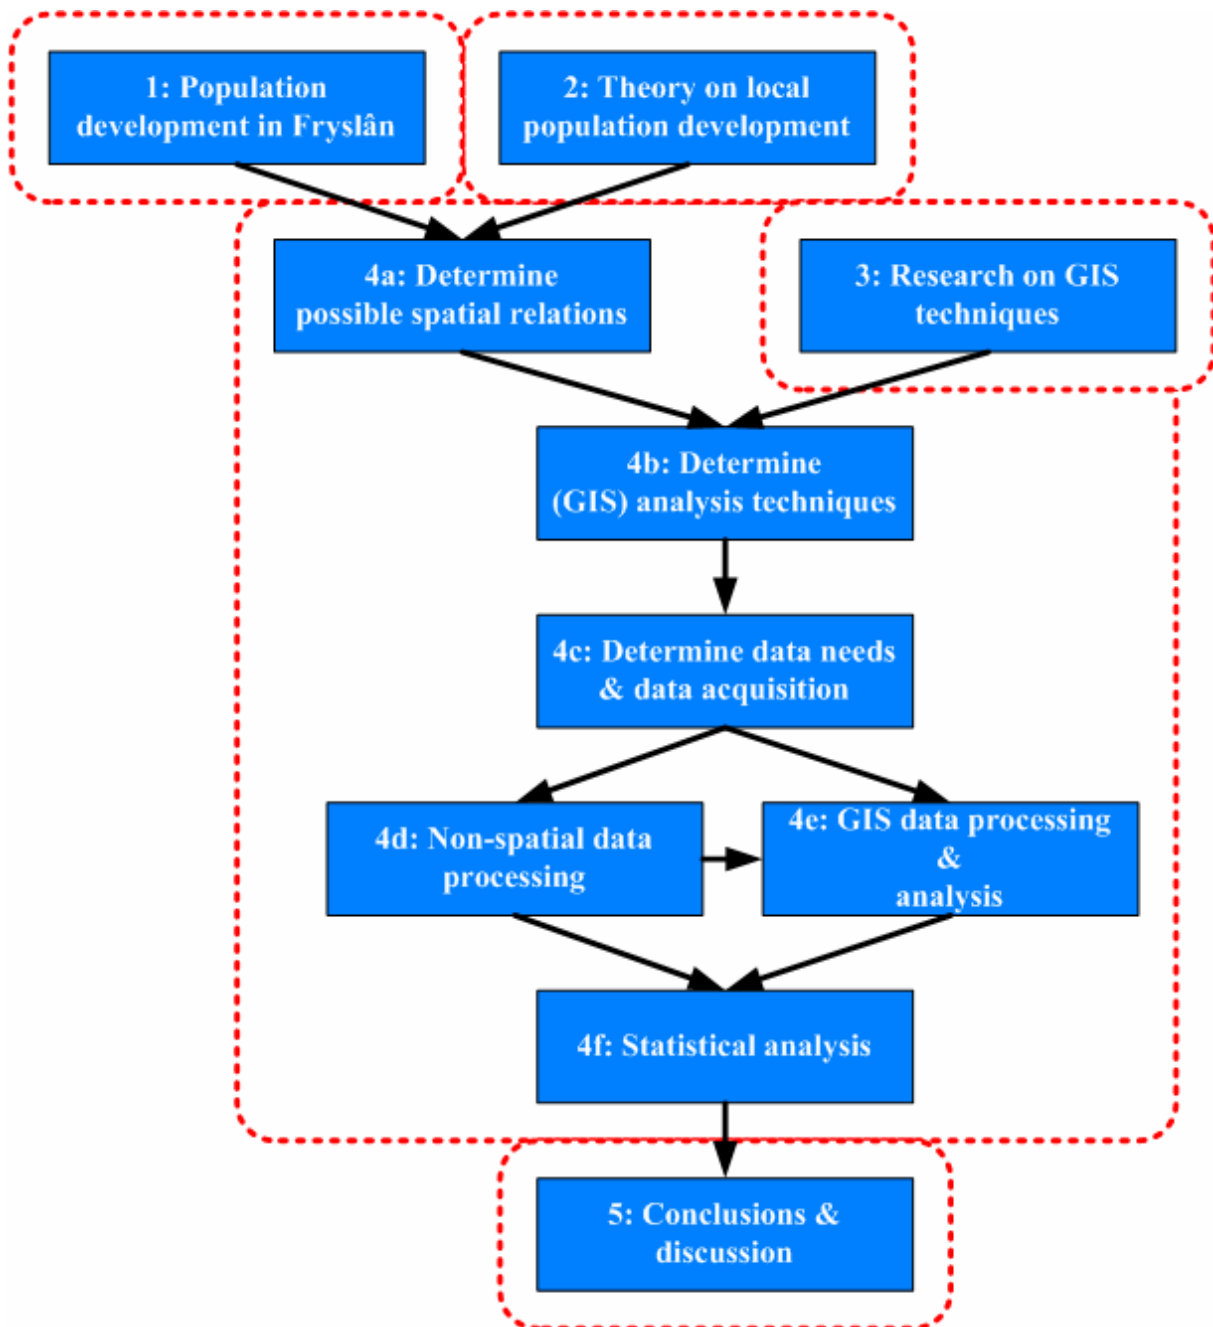 1: Population
development in Fryslân
2: Theory on local
population development
4a: Determine
possible spatial relations
3: Research on GIS
techniques
4b: Determine
(GIS) analysis techniques
4c: Determine data needs
& data acquisition
4d: Non-spatial data
processing
4e: GIS data processing
&
analysis
4f: Statistical analysis
5: Conclusions &
discussion